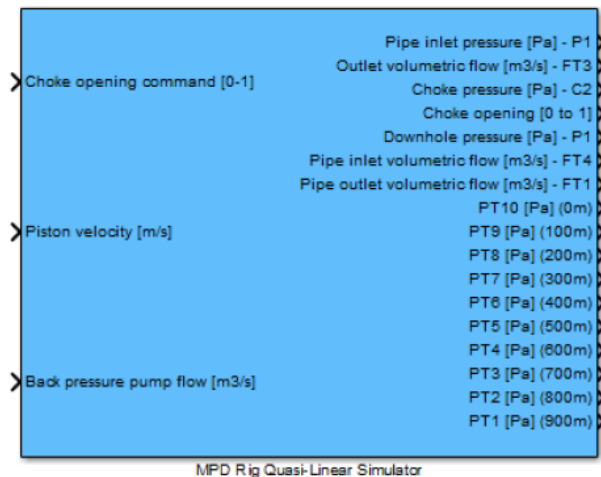 Pipe inlet pressure [Pa] - P1
Outlet volumetric flow [m3/s] - FT3
Choke opening command [0-1]
Choke pressure [Pa] - C2
Choke opening [0 to 1]
Downhole pressure [Pa] - P1
Pipe inlet volumetric flow [m3/s] - FT4
Pipe outlet volumetric flow [m3/s] - FT1
PT10 [Pa] (0m)
Piston velocity [m/s]
PT9 [Pa] (100m)
PT8 [Pa] (200m)
PT7 [Pa] (300m)
PT6 [Pa] (400m)
PT5 [Pa] (500m)
PT4 [Pa] (600m)
PT3 [Pa] (700m)
Back pressure pump flow [m3/s]
PT2 [Pa] (800m)
PT1 [Pa] (900m)
MPD Rig Quasi-Linear Simulator